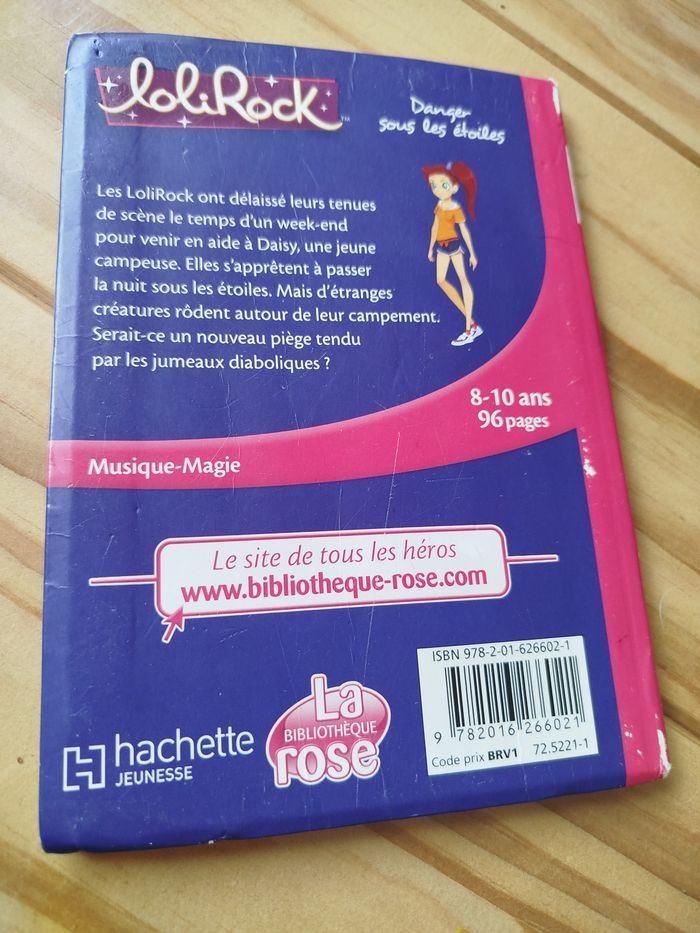 LoliRock
TM
Danger
sous les étoiles
Les LoliRock ont délaissé leurs tenues
de scène le temps d'un week-end
pour venir en aide à Daisy, une jeune
campeuse. Elles s'apprêtent à passer
la nuit sous les étoiles. Mais d'étranges
créatures rôdent autour de leur campement.
Serait-ce un nouveau piège tendu
par les jumeaux diaboliques ?
8-10 ans
96 pages
Musique-Magie
Le site de tous les héros
www.bibliotheque-rose.com
ISBN 978-2-01-626602-1
9 782016 266021
Code prix BRV1 72.5221-1
hachette
JEUNESSE
La
BIBLIOTHÈQUE
rose